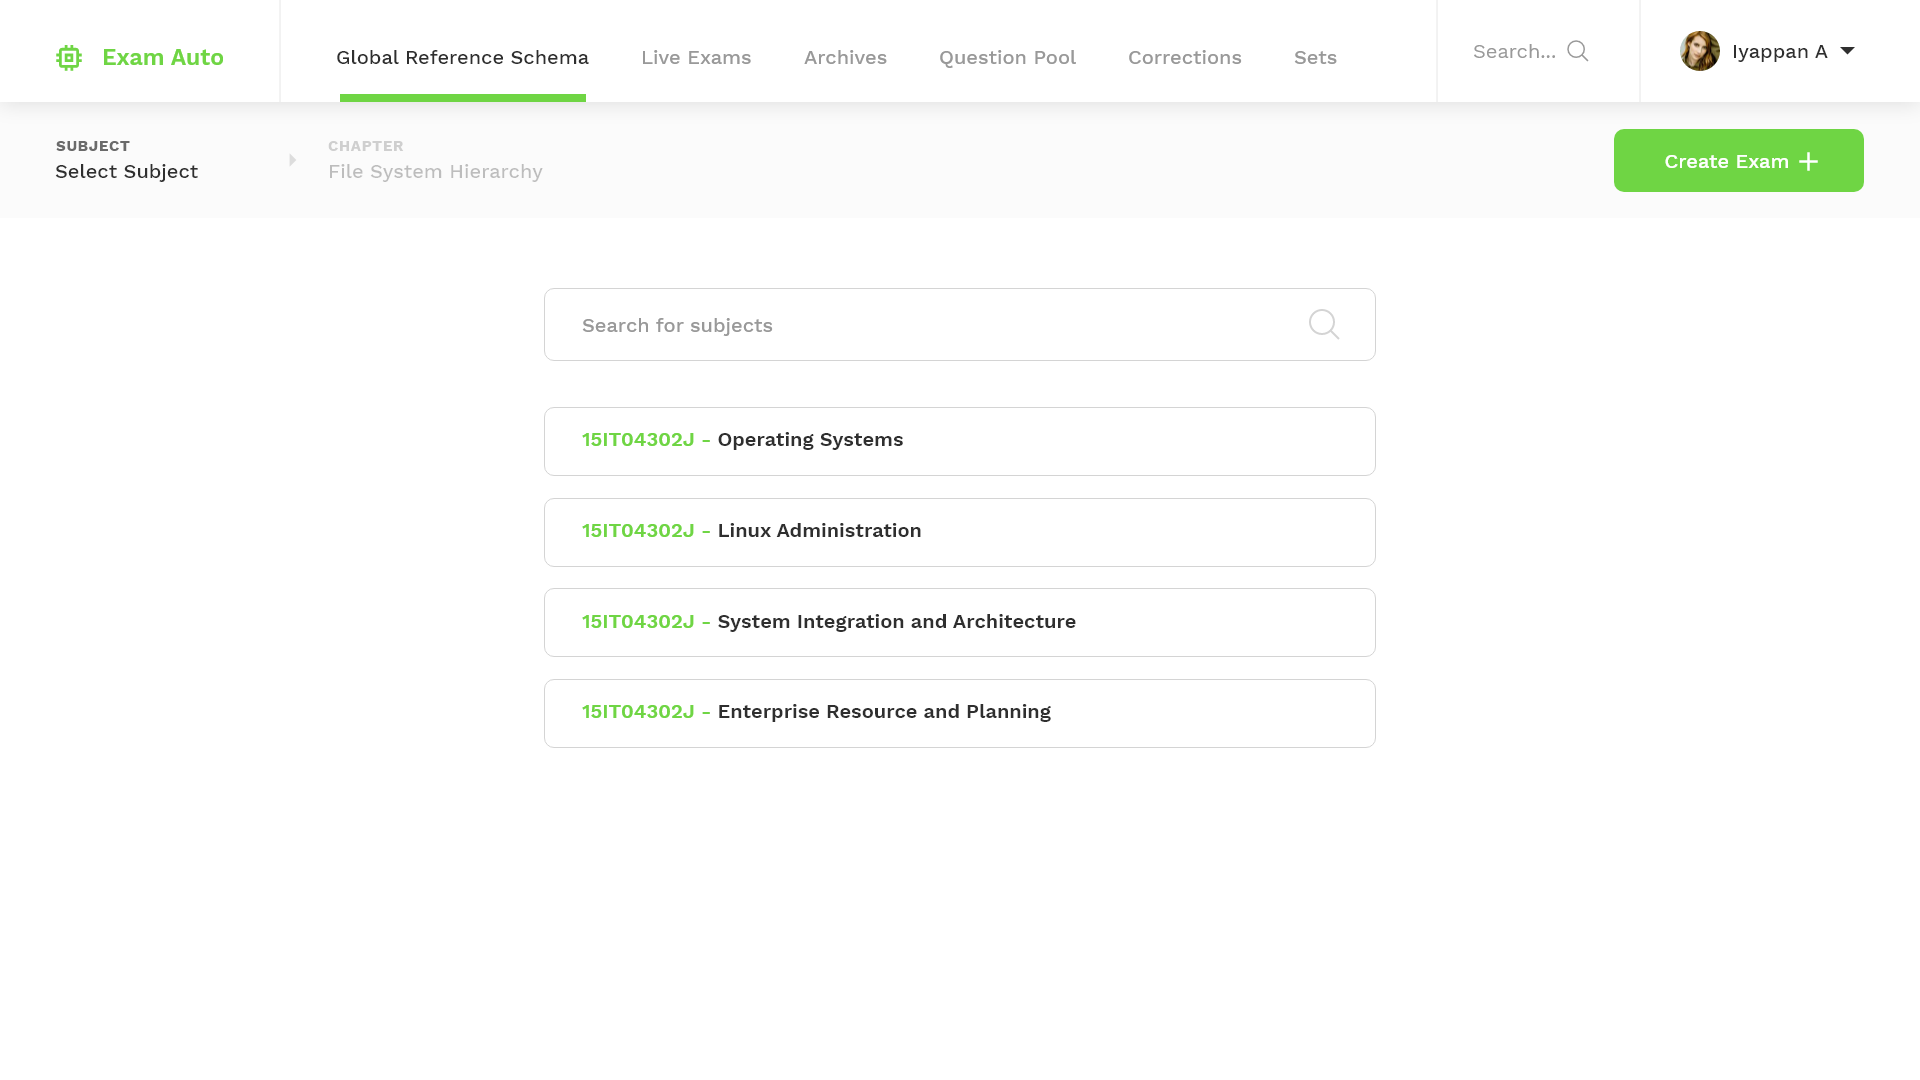 Exam Auto
Global Reference Schema
Live Exams
Archives
Question Pool
Corrections
Sets
Search...
Iyappan A
SUBJECT
Select Subject
CHAPTER
File System Hierarchy
Create Exam
Search for subjects
15IT04302J - Operating Systems
15IT04302J - Linux Administration
15IT04302J - System Integration and Architecture
15IT04302J - Enterprise Resource and Planning